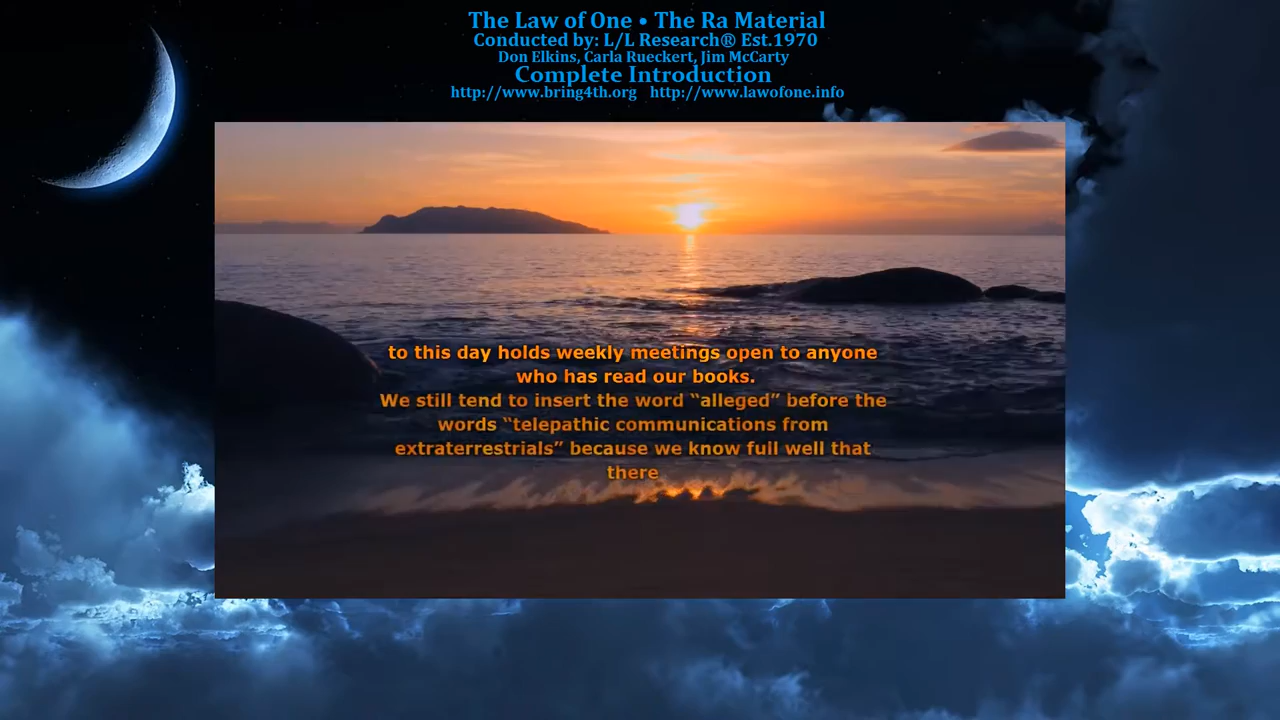 The Law of One • The Ra Material
Conducted by: L/L Research® Est.1970
Don Elkins, Carla Rueckert, Jim McCarty
Complete Introduction
http://www.bring4th.org http://www.lawofone.info
to this day holds weekly meetings open to anyone
who has read our books.
We still tend to insert the word “alleged” before the
words “telepathic communications from
extraterrestrials” because we know full well that
there